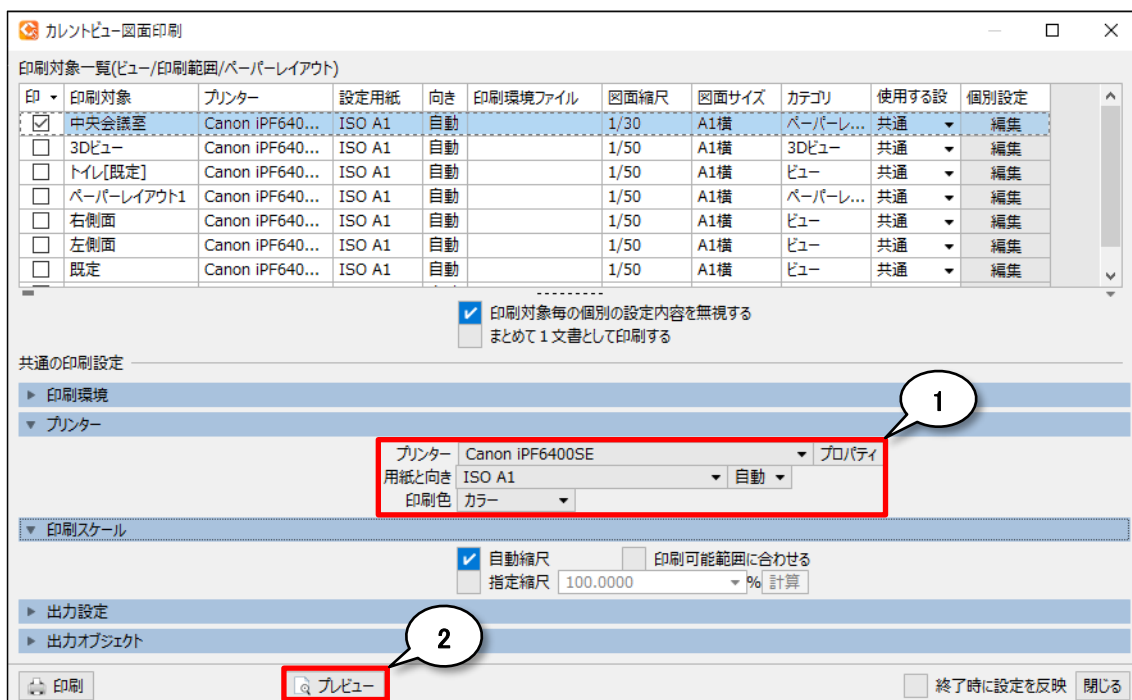 カレントビュー図面印刷
印刷対象一覧(ビュー/印刷範囲/ペーパーレイアウト)
印 印刷対象 プリンター 設定用紙 向き 印刷環境ファイル 図面縮尺 図面サイズ カテゴリ 使用する設 個別設定
中央会議室 Canon iPF640... ISO A1 自動 1/30 A1横 ペーパーレ... 共通 編集
3Dビュー Canon iPF640... ISO A1 自動 1/50 A1横 3Dビュー 共通 編集
トイレ[既定] Canon iPF640... ISO A1 自動 1/50 A1横 ビュー 共通 編集
ペーパーレイアウト1 Canon iPF640... ISO A1 自動 1/50 A1横 ペーパーレ... 共通 編集
右側面 Canon iPF640... ISO A1 自動 1/50 A1横 ビュー 共通 編集
左側面 Canon iPF640... ISO A1 自動 1/50 A1横 ビュー 共通 編集
既定 Canon iPF640... ISO A1 自動 1/50 A1横 ビュー 共通 編集
印刷対象毎の個別の設定内容を無視する
まとめて1文書として印刷する
共通の印刷設定
印刷環境
1
プリンター
プリンター Canon iPF6400SE プロパティ
用紙と向き ISO A1 自動
印刷色 カラー
印刷スケール
自動縮尺 印刷可能範囲に合わせる
指定縮尺 100.0000 % 計算
出力設定
出力オブジェクト
2
印刷 プレビュー 終了時に設定を反映 閉じる